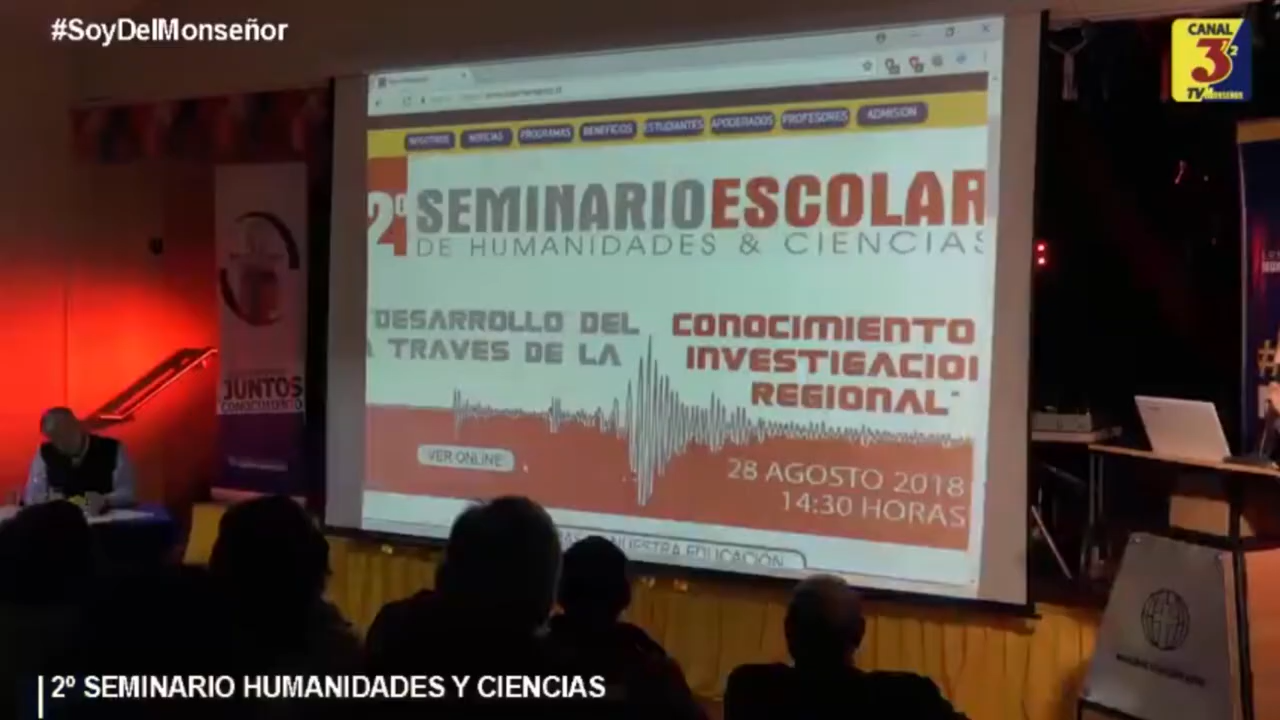 #SoyDelMonseñor
CANAL
3
TV
NOSOTROS NOTICIAS PROGRAMAS BENEFICIOS ESTUDIANTES APODERADOS PROFESORES ADMISION
2º SEMINARIOESCOLAR
DE HUMANIDADES & CIENCIAS
"DESARROLLO DEL CONOCIMIENTO
A TRAVES DE LA INVESTIGACION
REGIONAL"
VER ONLINE
28 AGOSTO 2018
14:30 HORAS
NUESTRA EDUCACIÓN
JUNTOS
CONOCIMIENTO
2º SEMINARIO HUMANIDADES Y CIENCIAS